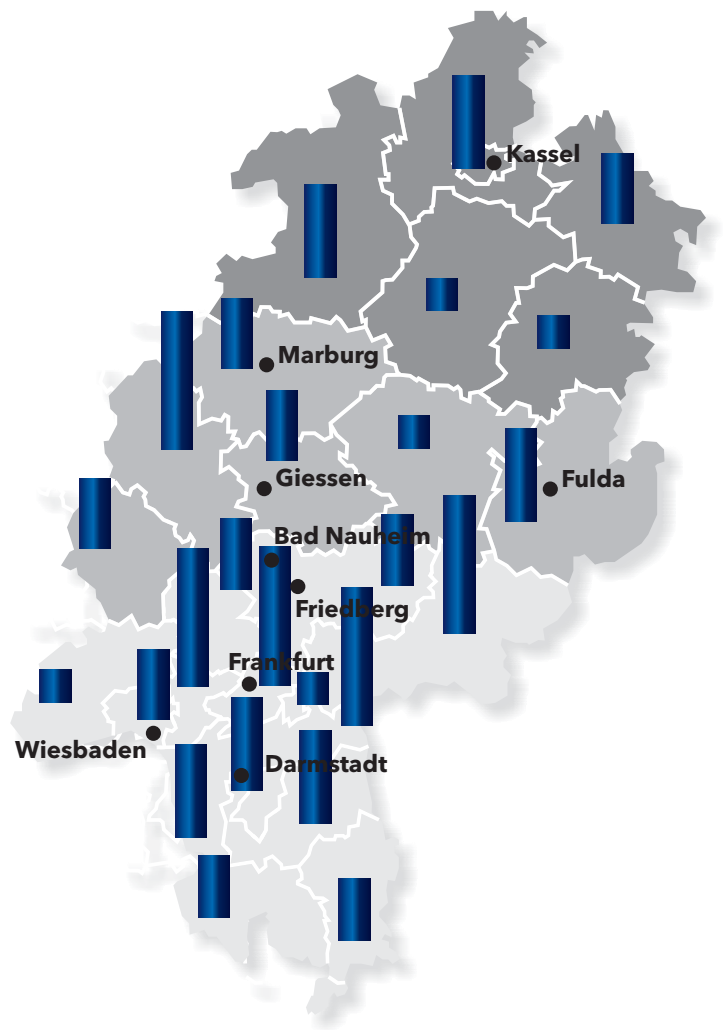 Kassel
Marburg
Giessen
Fulda
Bad Nauheim
Friedberg
Frankfurt
Wiesbaden
Darmstadt